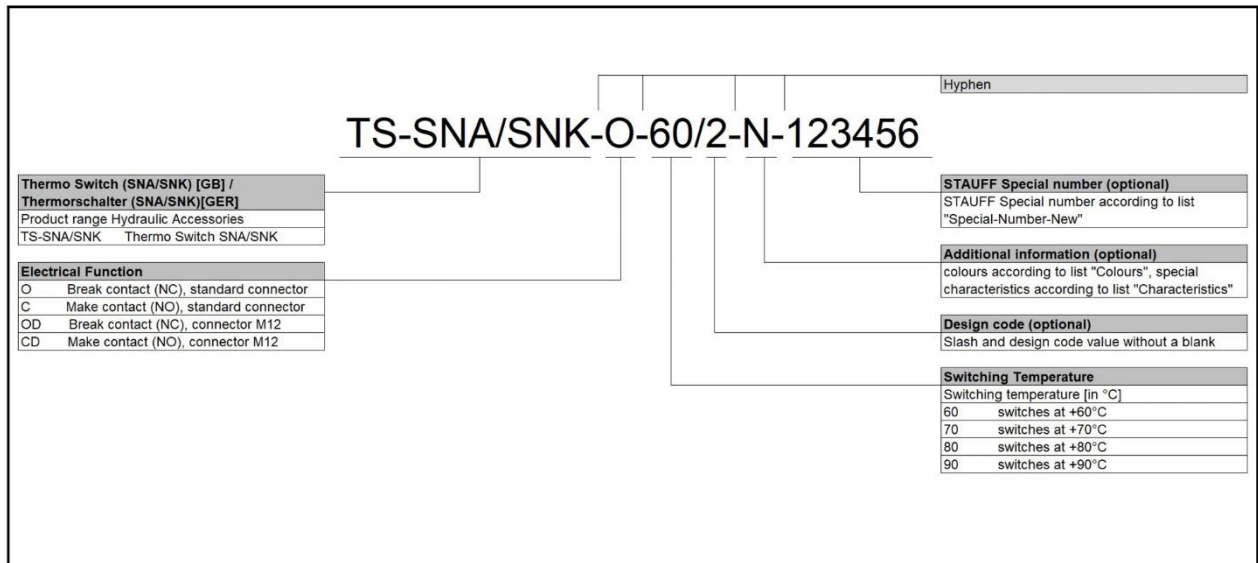 Hyphen
TS-SNA/SNK-O-60/2-N-123456
Thermo Switch (SNA/SNK) [GB] /
Thermorschalter (SNA/SNK)[GER]
Product range Hydraulic Accessories
TS-SNA/SNK Thermo Switch SNA/SNK
Electrical Function
O Break contact (NC), standard connector
C Make contact (NO), standard connector
OD Break contact (NC), connector M12
CD Make contact (NO), connector M12
STAUFF Special number (optional)
STAUFF Special number according to list
"Special-Number-New"
Additional information (optional)
colours according to list "Colours", special
characteristics according to list "Characteristics"
Design code (optional)
Slash and design code value without a blank
Switching Temperature
Switching temperature [in °C]
60 switches at +60°C
70 switches at +70°C
80 switches at +80°C
90 switches at +90°C